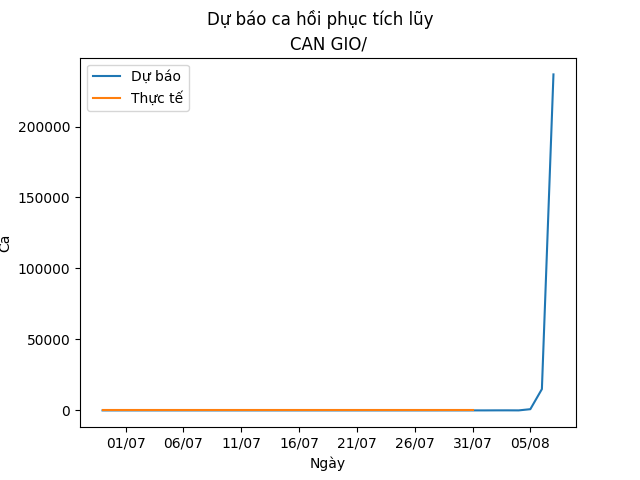 Dự báo ca hồi phục tích lũy
CAN GIO/
Dự báo
Thực tế
200000
150000
100000
50000
0
Ca
01/07 06/07 11/07 16/07 21/07 26/07 31/07 05/08
Ngày